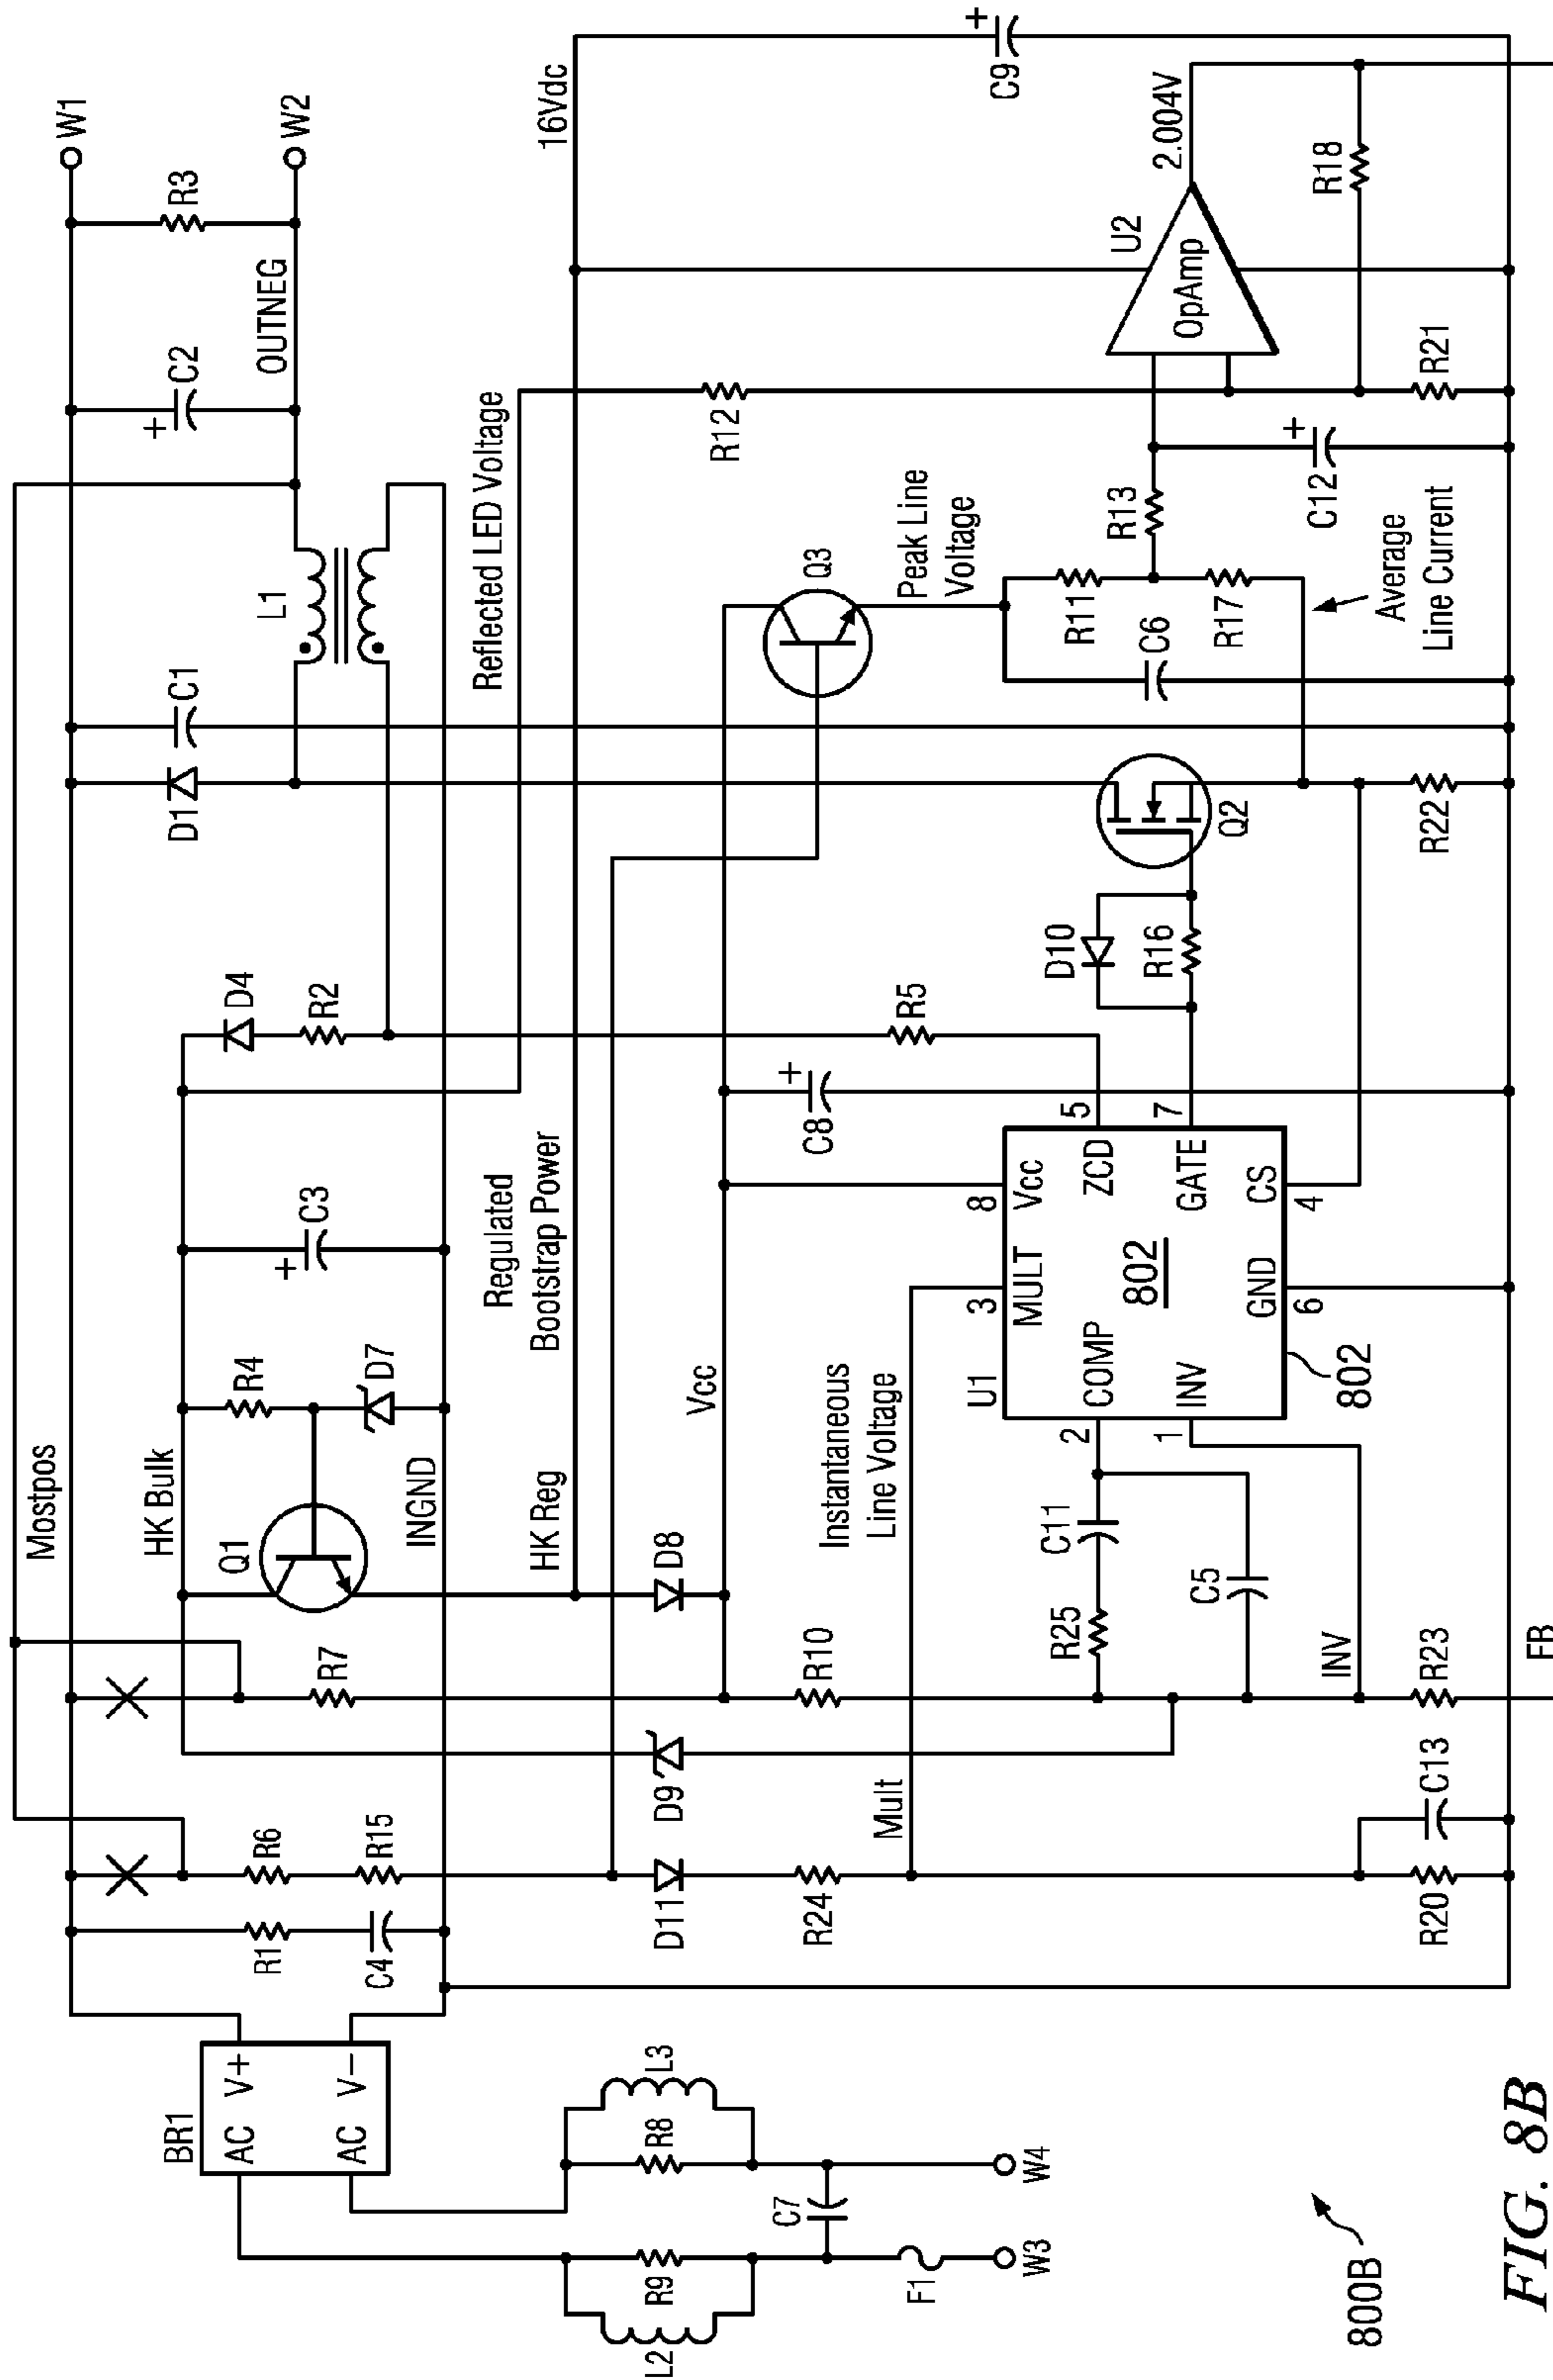 W1
W2
R3
C2
+
OUTNEG
L1
C1
D1
Reflected LED Voltage
16Vdc
C9
+
2.004V
R18
U2
OpAmp
R12
R21
R13
C12
+
Peak Line
Voltage
Q3
R11
R17
C6
Average
Line Current
Q2
R22
D10
R16
D4
R2
R5
C8
+
C3
+
Regulated
Bootstrap Power
R4
D7
Mostpos
HK Bulk
Q1
INGND
HK Reg
Vcc
D8
Instantaneous
Line Voltage
U1
8
Vcc
3
MULT
5
ZCD
7
GATE
4
CS
6
GND
2
COMP
1
INV
802
802
C11
R25
C5
INV
R23
FB
R7
R10
D9
Mult
R6
R15
R1
C4
D11
R24
C13
R20
BR1
AC V+
AC V−
L3
R8
R9
L2
C7
F1
W4
W3
800B
FIG. 8B